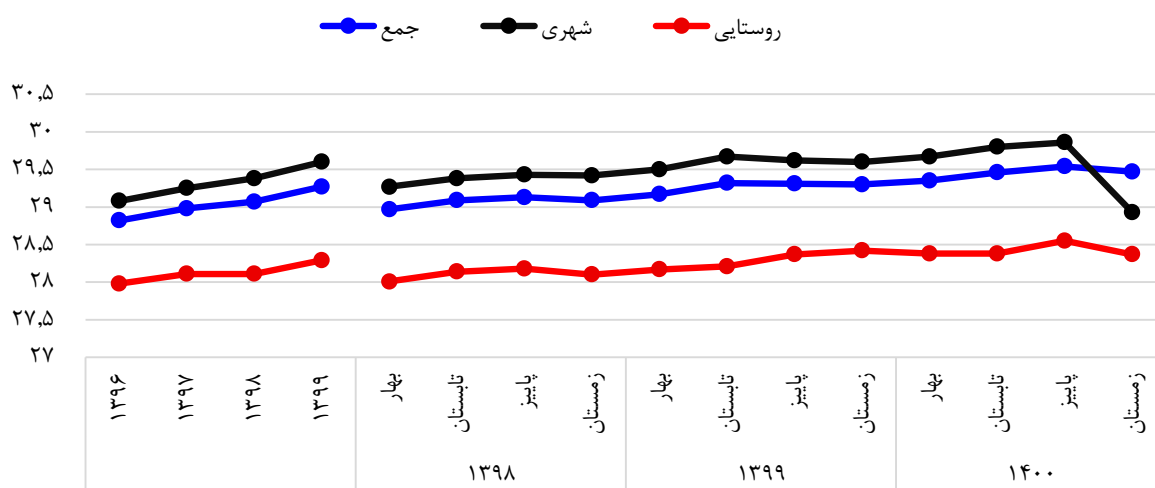 جمع شهری روستایی
۳۰٫۵
۳۰
۲۹٫۵
۲۹
۲۸٫۵
۲۸
۲۷٫۵
۲۷
۱۳۹۶ ۱۳۹۷ ۱۳۹۸ ۱۳۹۹ بهار تابستان پاییز زمستان بهار تابستان پاییز زمستان بهار تابستان پاییز زمستان
۱۳۹۸ ۱۳۹۹ ۱۴۰۰